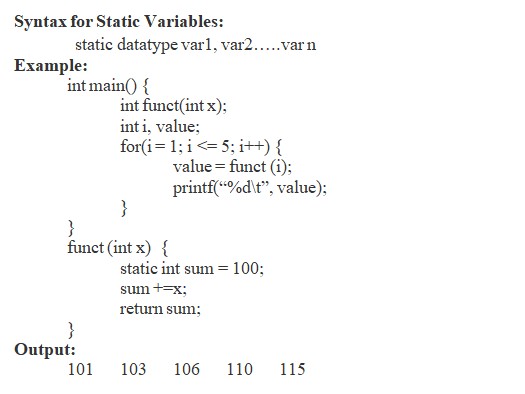 Syntax for Static Variables:
static datatype var1, var2…..var n
Example:
int main() {
int funct(int x);
int i, value;
for(i = 1; i <= 5; i++) {
value = funct (i);
printf(“%d\t”, value);
}
}
funct (int x) {
static int sum = 100;
sum +=x;
return sum;
}
Output:
101 103 106 110 115